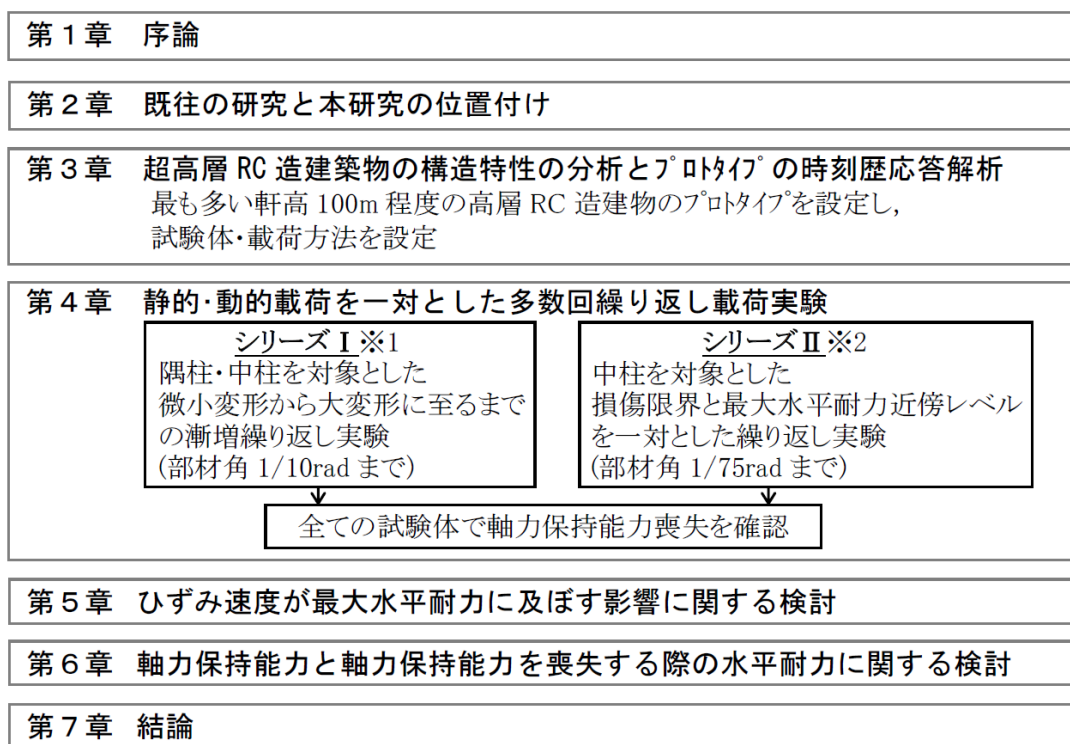 第1章 序論
第2章 既往の研究と本研究の位置付け
第3章 超高層 RC 造建築物の構造特性の分析とﾌﾟﾛﾄﾀｲﾌﾟの時刻歴応答解析
最も多い軒高 100m 程度の高層 RC 造建物のﾌﾟﾛﾄﾀｲﾌﾟを設定し,
試験体・載荷方法を設定
第4章 静的･動的載荷を一対とした多数回繰り返し載荷実験
シリーズⅠ※1
隅柱・中柱を対象とした
微小変形から大変形に至るまで
の漸増繰り返し実験
(部材角 1/10rad まで)
シリーズⅡ※2
中柱を対象とした
損傷限界と最大水平耐力近傍レベル
を一対とした繰り返し実験
(部材角 1/75rad まで)
全ての試験体で軸力保持能力喪失を確認
第5章 ひずみ速度が最大水平耐力に及ぼす影響に関する検討
第6章 軸力保持能力と軸力保持能力を喪失する際の水平耐力に関する検討
第7章 結論